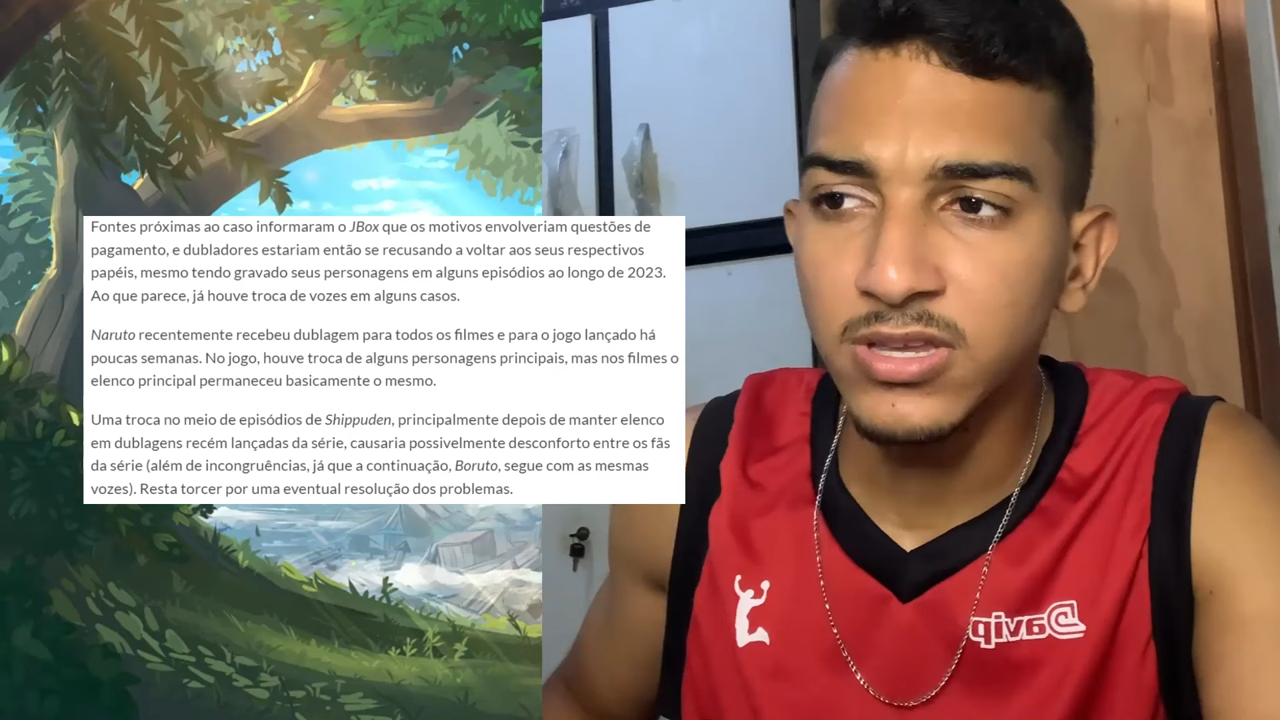 Fontes próximas ao caso informaram o JBox que os motivos envolveriam questões de
pagamento, e dubladores estariam então se recusando a voltar aos seus respectivos
papéis, mesmo tendo gravado seus personagens em alguns episódios ao longo de 2023.
Ao que parece, já houve troca de vozes em alguns casos.
Naruto recentemente recebeu dublagem para todos os filmes e para o jogo lançado há
poucas semanas. No jogo, houve troca de alguns personagens principais, mas nos filmes o
elenco principal permaneceu basicamente o mesmo.
Uma troca no meio de episódios de Shippuden, principalmente depois de manter elenco
em dublagens recém lançadas da série, causaria possivelmente desconforto entre os fãs
da série (além de incongruências, já que a continuação, Boruto, segue com as mesmas
vozes). Resta torcer por uma eventual resolução dos problemas.
Davip